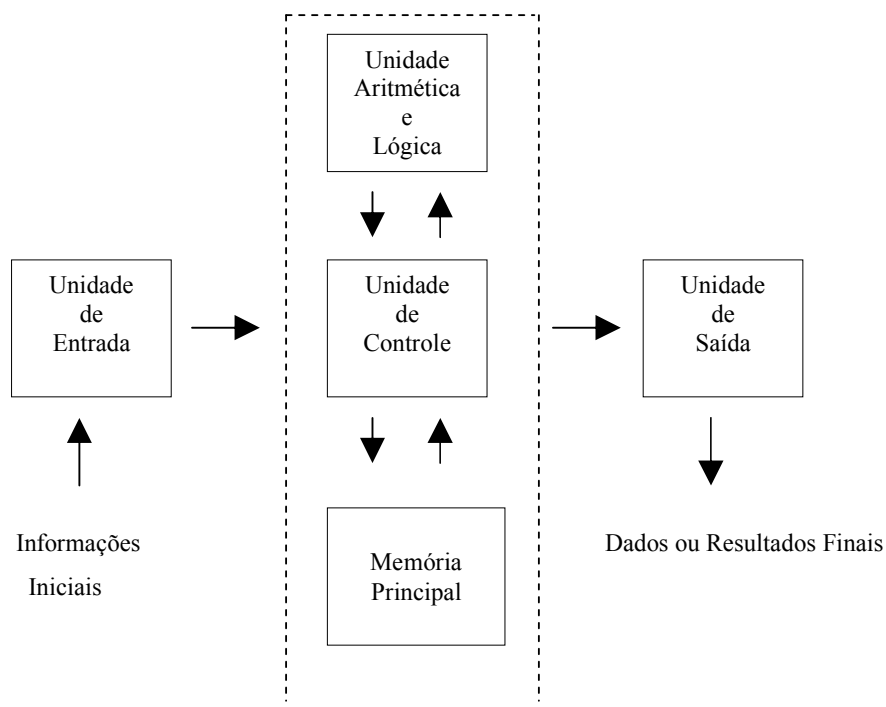 Unidade
Aritmética
e
Lógica
Unidade
de
Entrada
Unidade
de
Controle
Unidade
de
Saída
Informações
Iniciais
Memória
Principal
Dados ou Resultados Finais